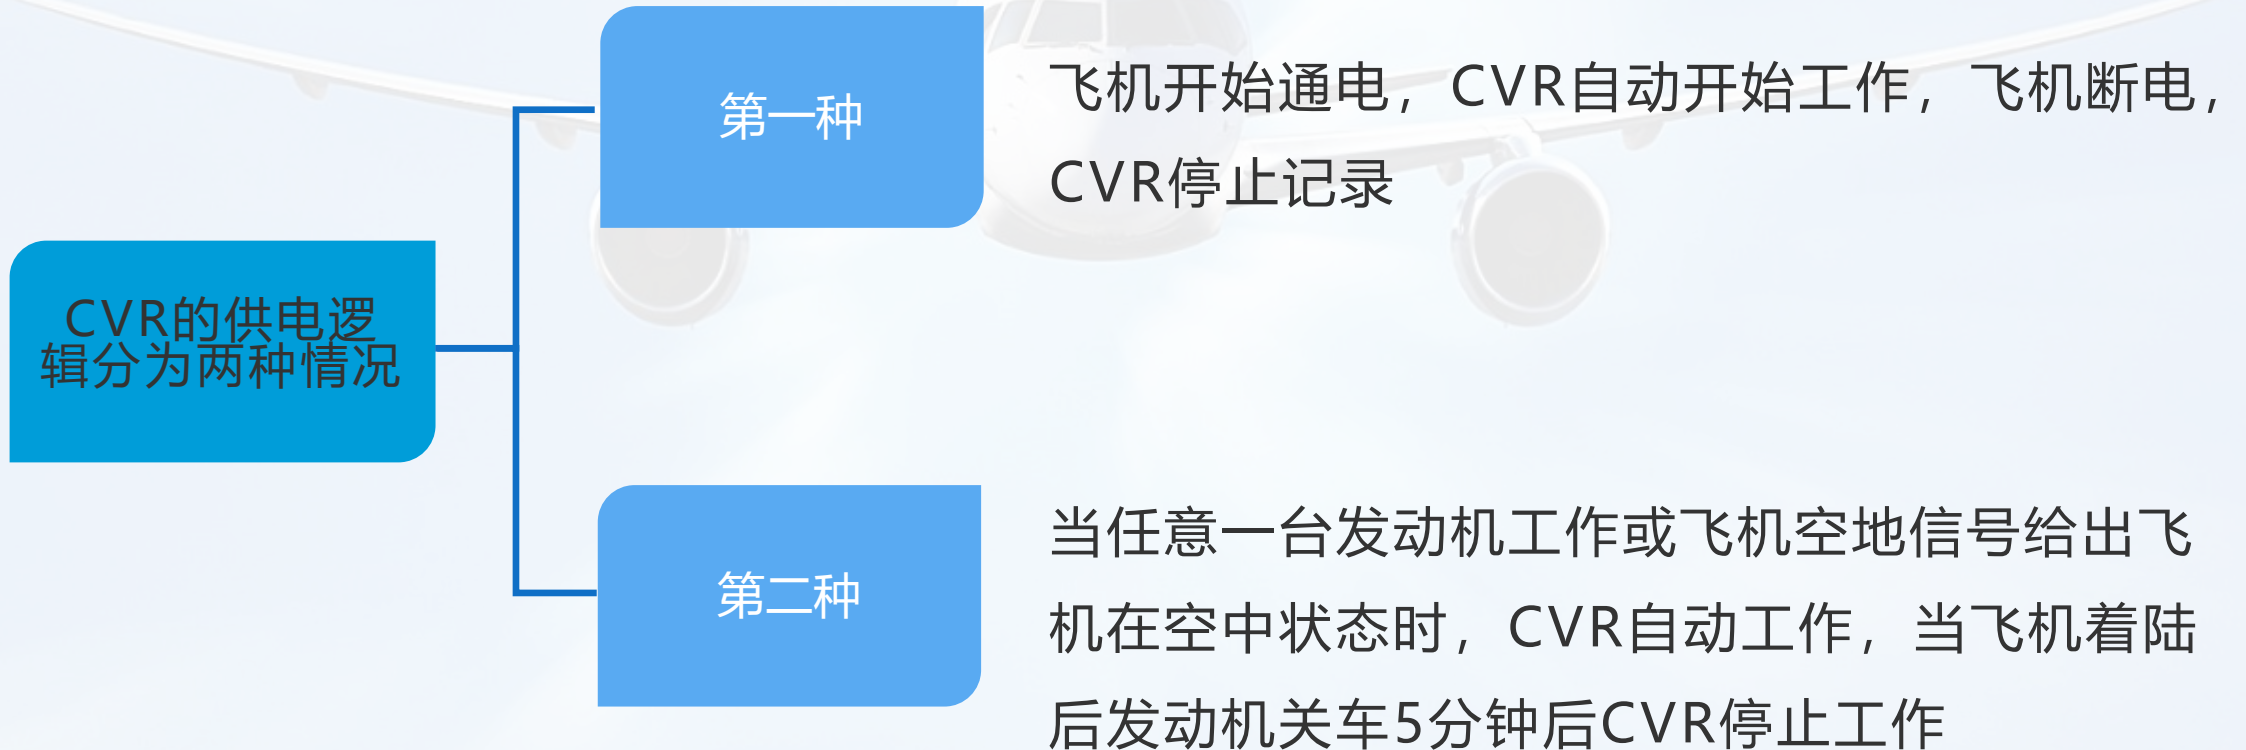 CVR的供电逻
辑分为两种情况
第一种
飞机开始通电，CVR自动开始工作，飞机断电，
CVR停止记录
第二种
当任意一台发动机工作或飞机空地信号给出飞
机在空中状态时，CVR自动工作，当飞机着陆
后发动机关车5分钟后CVR停止工作